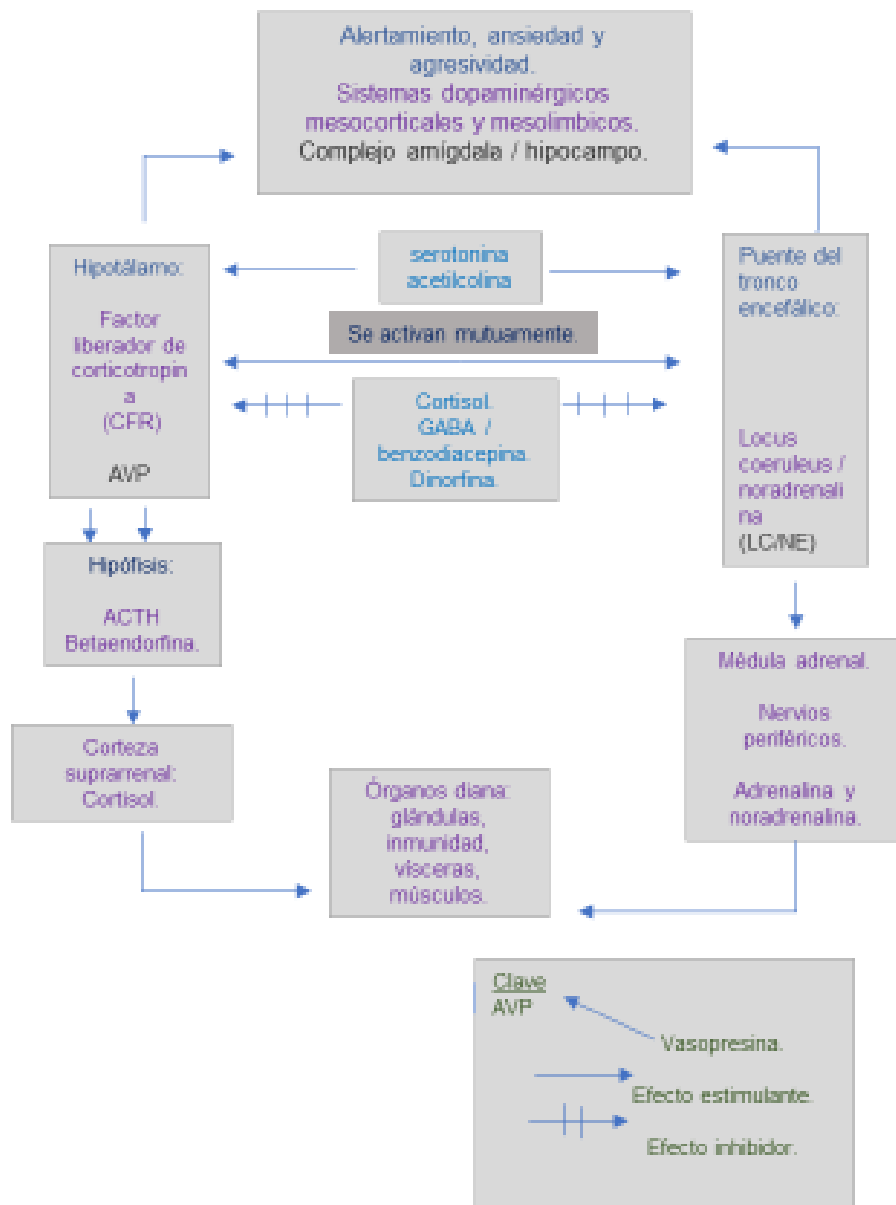 Alertamiento, ansiedad y
agresividad.
Sistemas dopaminérgicos
mesocorticales y mesolimbicos.
Complejo amígdala / hipocampo.
Hipotálamo:
Factor
liberador de
corticotropin
a
(CFR)
AVP
serotonina
acetilcolina
Se activan mutuamente.
Cortisol.
GABA /
benzodiacepina.
Dinorfina.
Puente del
tronco
encefálico:
Locus
coeruleus /
noradrenali
na
(LC/NE)
Hipófisis:
ACTH
Betaendorfina.
Médula adrenal.
Nervios
periféricos.
Adrenalina y
noradrenalina.
Corteza
suprarrenal:
Cortisol.
Órganos diana:
glándulas,
inmunidad,
vísceras,
músculos.
Clave
AVP
Vasopresina.
Efecto estimulante.
Efecto inhibidor.